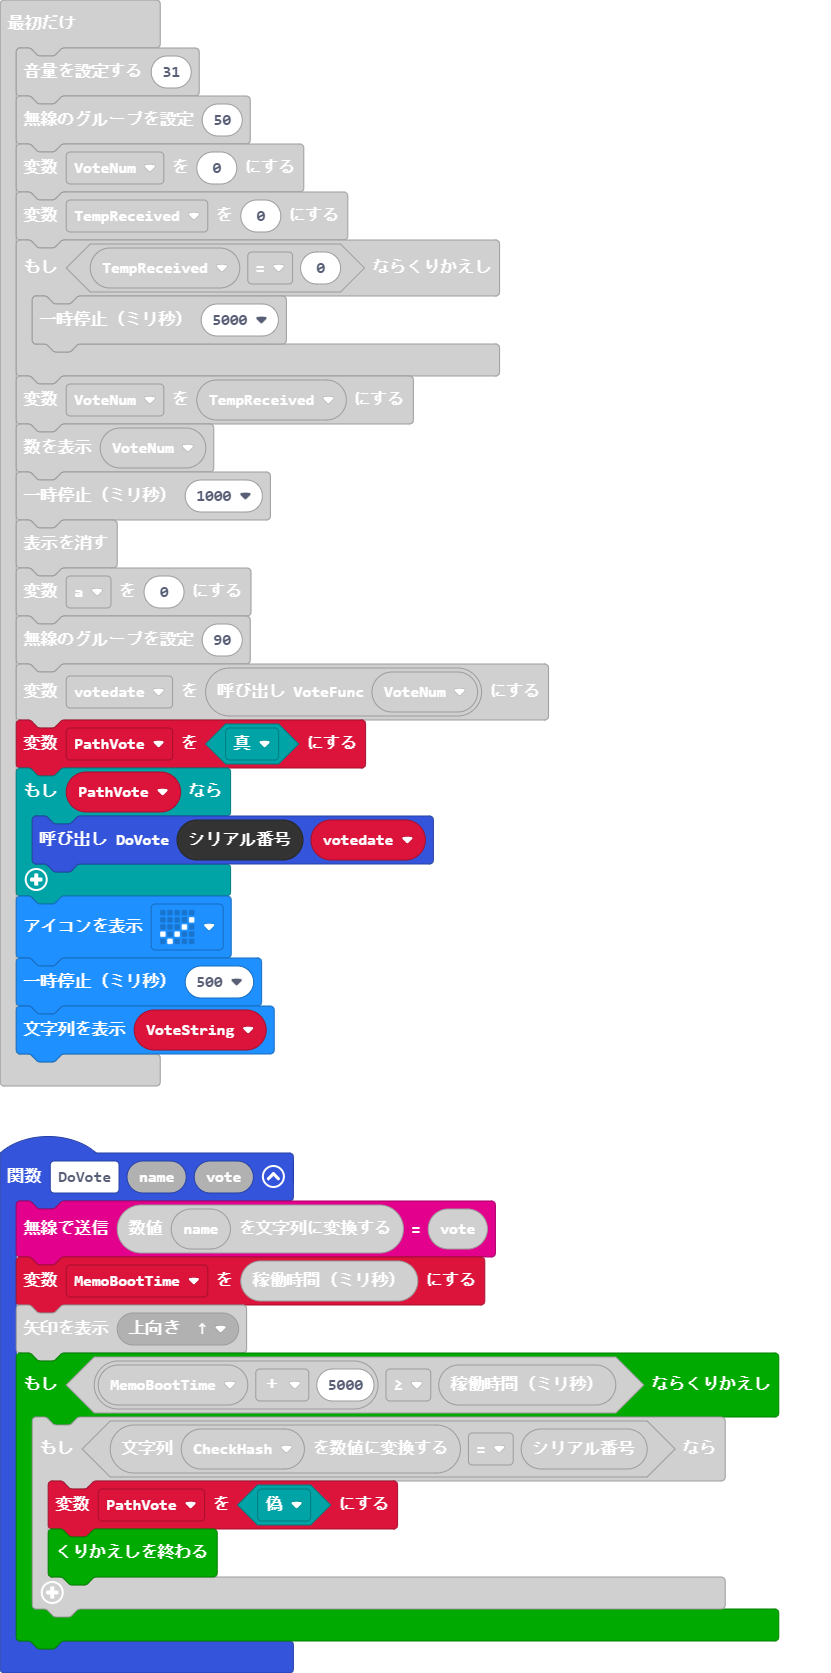 最初だけ
音量を設定する 31
無線のグループを設定 50
変数 VoteNum を 0 にする
変数 TempReceived を 0 にする
もし TempReceived = 0 ならくりかえし
一時停止（ミリ秒） 5000
変数 VoteNum を TempReceived にする
数を表示 VoteNum
一時停止（ミリ秒） 1000
表示を消す
変数 a を 0 にする
無線のグループを設定 90
変数 votedate を 呼び出し VoteFunc VoteNum にする
変数 PathVote を 真 にする
もし PathVote なら
呼び出し DoVote シリアル番号 votedate
アイコンを表示
一時停止（ミリ秒） 500
文字列を表示 VoteString
関数 DoVote name vote
無線で送信 数値 name を文字列に変換する = vote
変数 MemoBootTime を 稼働時間（ミリ秒） にする
矢印を表示 上向き ↑
もし MemoBootTime + 5000 ≥ 稼働時間（ミリ秒） ならくりかえし
もし 文字列 CheckHash を数値に変換する = シリアル番号 なら
変数 PathVote を 偽 にする
くりかえしを終わる